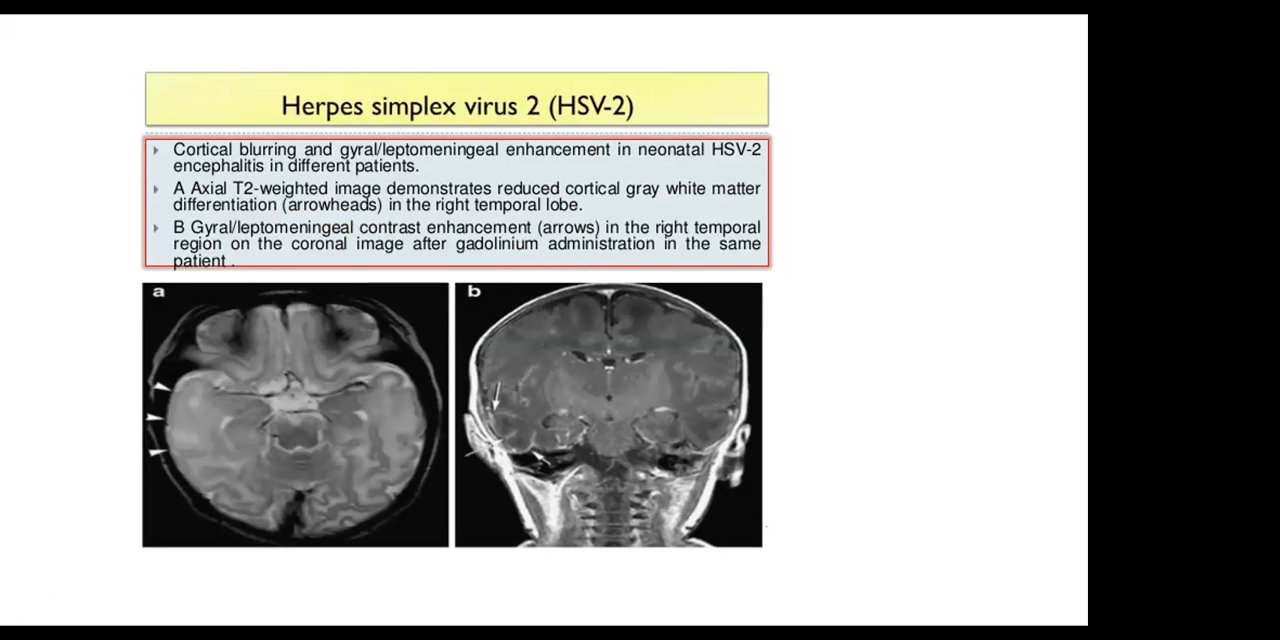 Herpes simplex virus 2 (HSV-2)
Cortical blurring and gyral/leptomeningeal enhancement in neonatal HSV-2
encephalitis in different patients.
A Axial T2-weighted image demonstrates reduced cortical gray white matter
differentiation (arrowheads) in the right temporal lobe.
B Gyral/leptomeningeal contrast enhancement (arrows) in the right temporal
region on the coronal image after gadolinium administration in the same
patient .
a
b